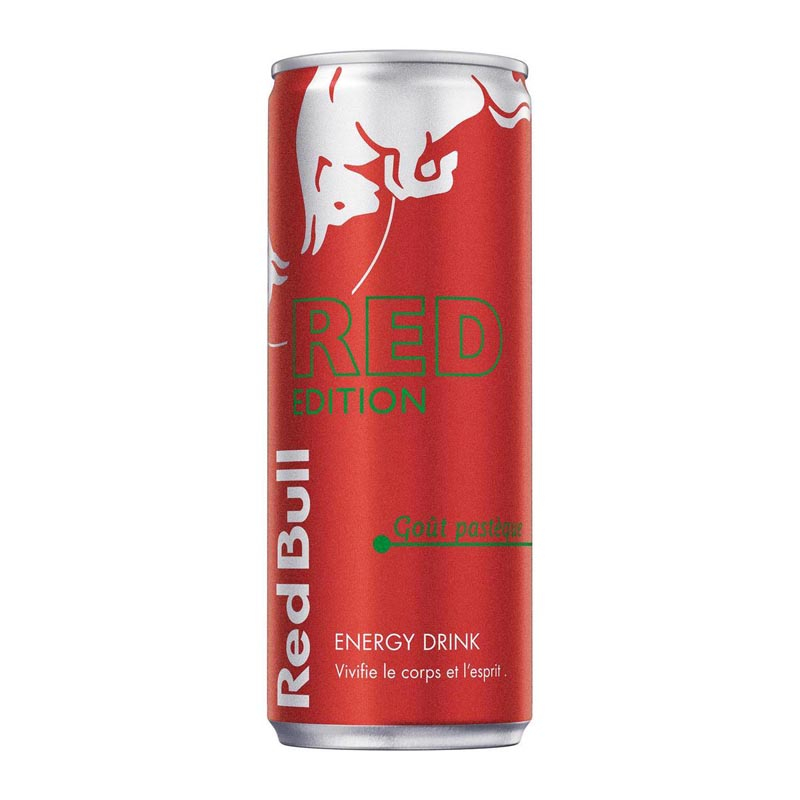 RED
EDITION
Red Bull
Goût pastèque
ENERGY DRINK
Vivifie le corps et l'esprit.